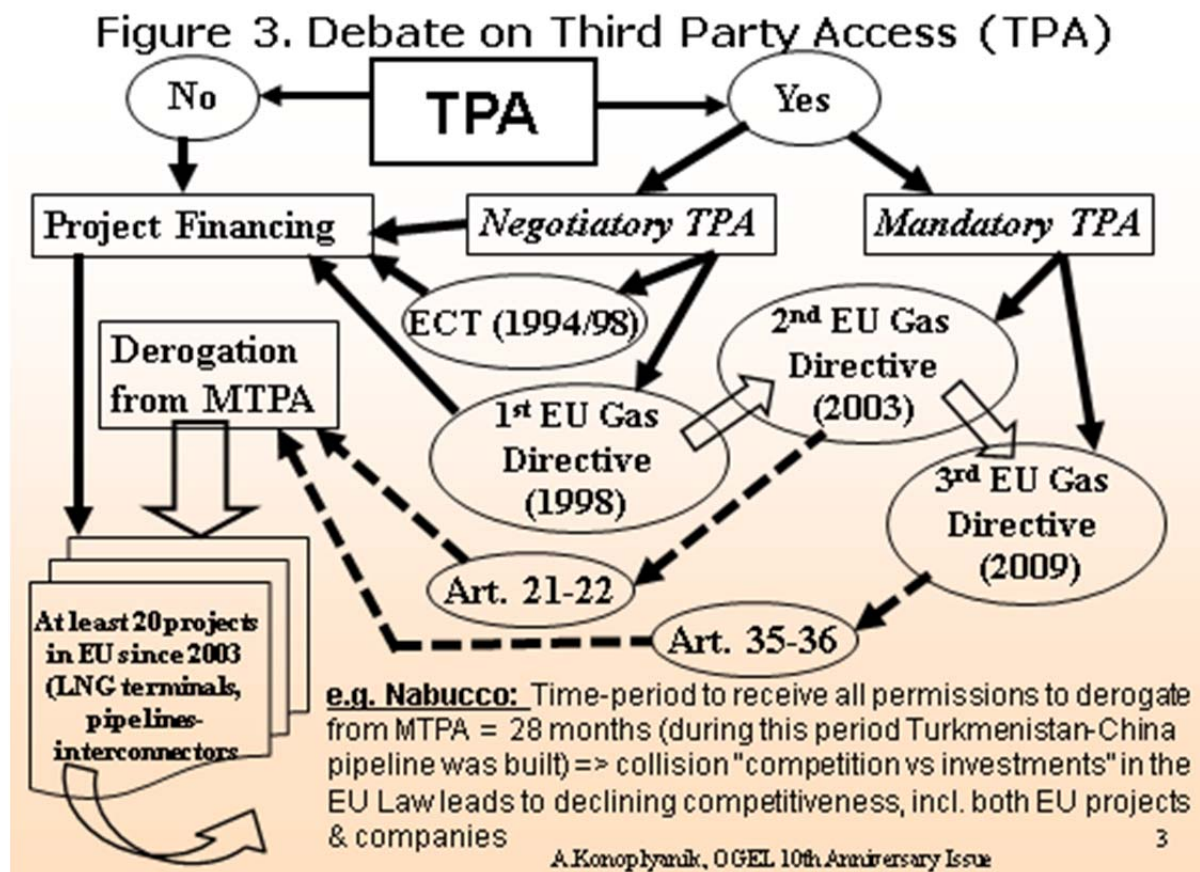 Figure 3. Debate on Third Party Access (TPA)
No
TPA
Yes
Project Financing
Negotiatory TPA
Mandatory TPA
ECT (1994/98)
2nd EU Gas
Directive
(2003)
Derogation
from MTPA
1st EU Gas
Directive
(1998)
3rd EU Gas
Directive
(2009)
Art. 21-22
Art. 35-36
At least 20 projects
in EU since 2003
(LNG terminals,
pipelines-
interconnectors
e.g. Nabucco: Time-period to receive all permissions to derogate
from MTPA = 28 months (during this period Turkmenistan-China
pipeline was built) => collision "competition vs investments" in the
EU Law leads to declining competitiveness, incl. both EU projects
& companies
3
A.Konoplyanik, OGEL 10th Anniversary Issue